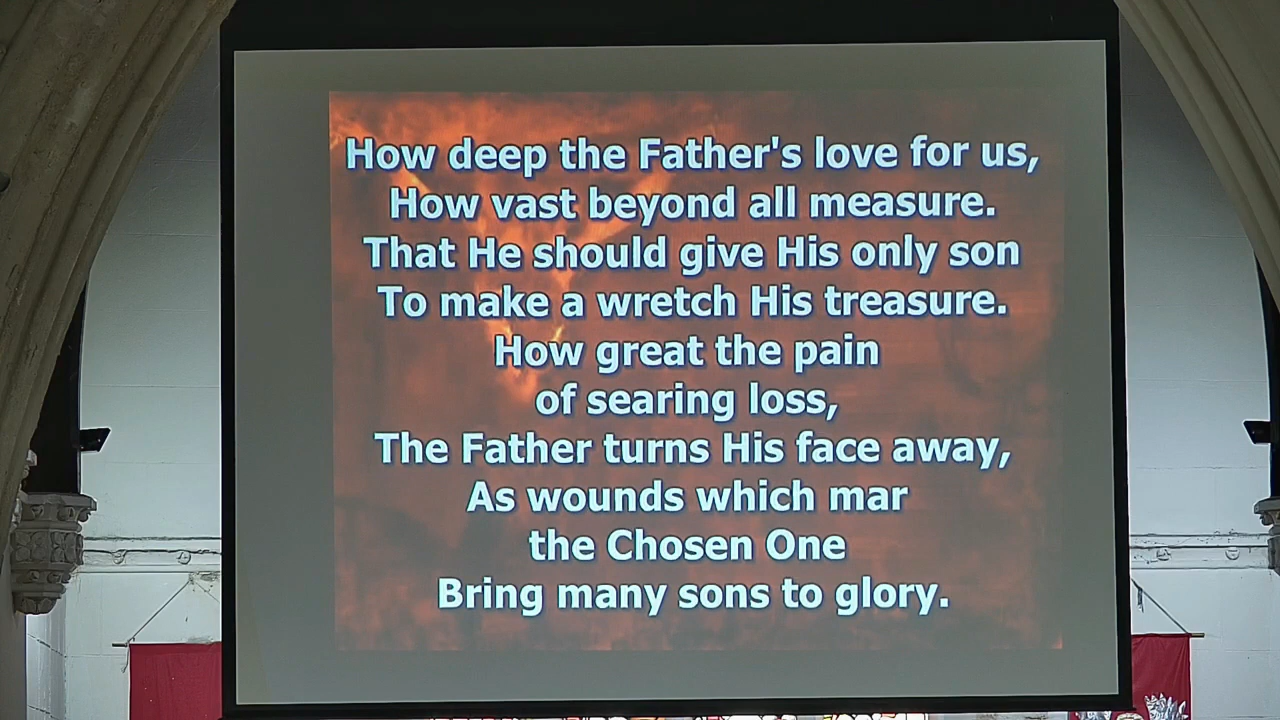 How deep the Father's love for us,
How vast beyond all measure.
That He should give His only son
To make a wretch His treasure.
How great the pain
of searing loss,
The Father turns His face away,
As wounds which mar
the Chosen One
Bring many sons to glory.